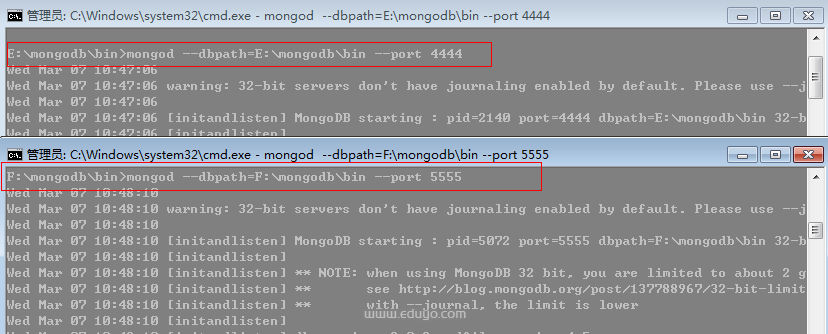 管理员: C:\Windows\system32\cmd.exe - mongod  --dbpath=E:\mongodb\bin --port 4444
E:\mongodb\bin>mongod --dbpath=E:\mongodb\bin --port 4444
Wed Mar 07 10:47:06
Wed Mar 07 10:47:06 warning: 32-bit servers don't have journaling enabled by default. Please use --j
Wed Mar 07 10:47:06
Wed Mar 07 10:47:06 [initandlisten] MongoDB starting : pid=2140 port=4444 dbpath=E:\mongodb\bin 32-b
Wed Mar 07 10:47:06 [initandlisten]
管理员: C:\Windows\system32\cmd.exe - mongod  --dbpath=F:\mongodb\bin --port 5555
F:\mongodb\bin>mongod --dbpath=F:\mongodb\bin --port 5555
Wed Mar 07 10:48:10
Wed Mar 07 10:48:10 warning: 32-bit servers don't have journaling enabled by default. Please use --j
Wed Mar 07 10:48:10
Wed Mar 07 10:48:10 [initandlisten] MongoDB starting : pid=5072 port=5555 dbpath=F:\mongodb\bin 32-b
Wed Mar 07 10:48:10 [initandlisten]
Wed Mar 07 10:48:10 [initandlisten] ** NOTE: when using MongoDB 32 bit, you are limited to about 2 g
Wed Mar 07 10:48:10 [initandlisten] **       see http://blog.mongodb.org/post/137788967/32-bit-limit
Wed Mar 07 10:48:10 [initandlisten] **       with --journal, the limit is lower
Wed Mar 07 10:48:10 [initandlisten]